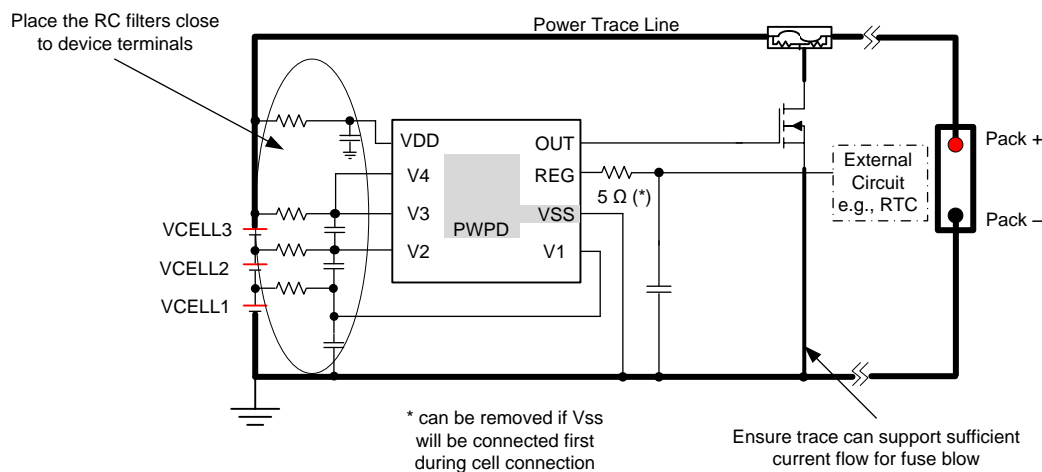 Place the RC filters close
to device terminals
Power Trace Line
VDD
OUT
Pack +
V4
REG
External
Circuit
e.g., RTC
5 Ω (*)
V3
VSS
Pack –
VCELL3
PWPD
V2
V1
VCELL2
VCELL1
* can be removed if Vss
will be connected first
during cell connection
Ensure trace can support sufficient
current flow for fuse blow